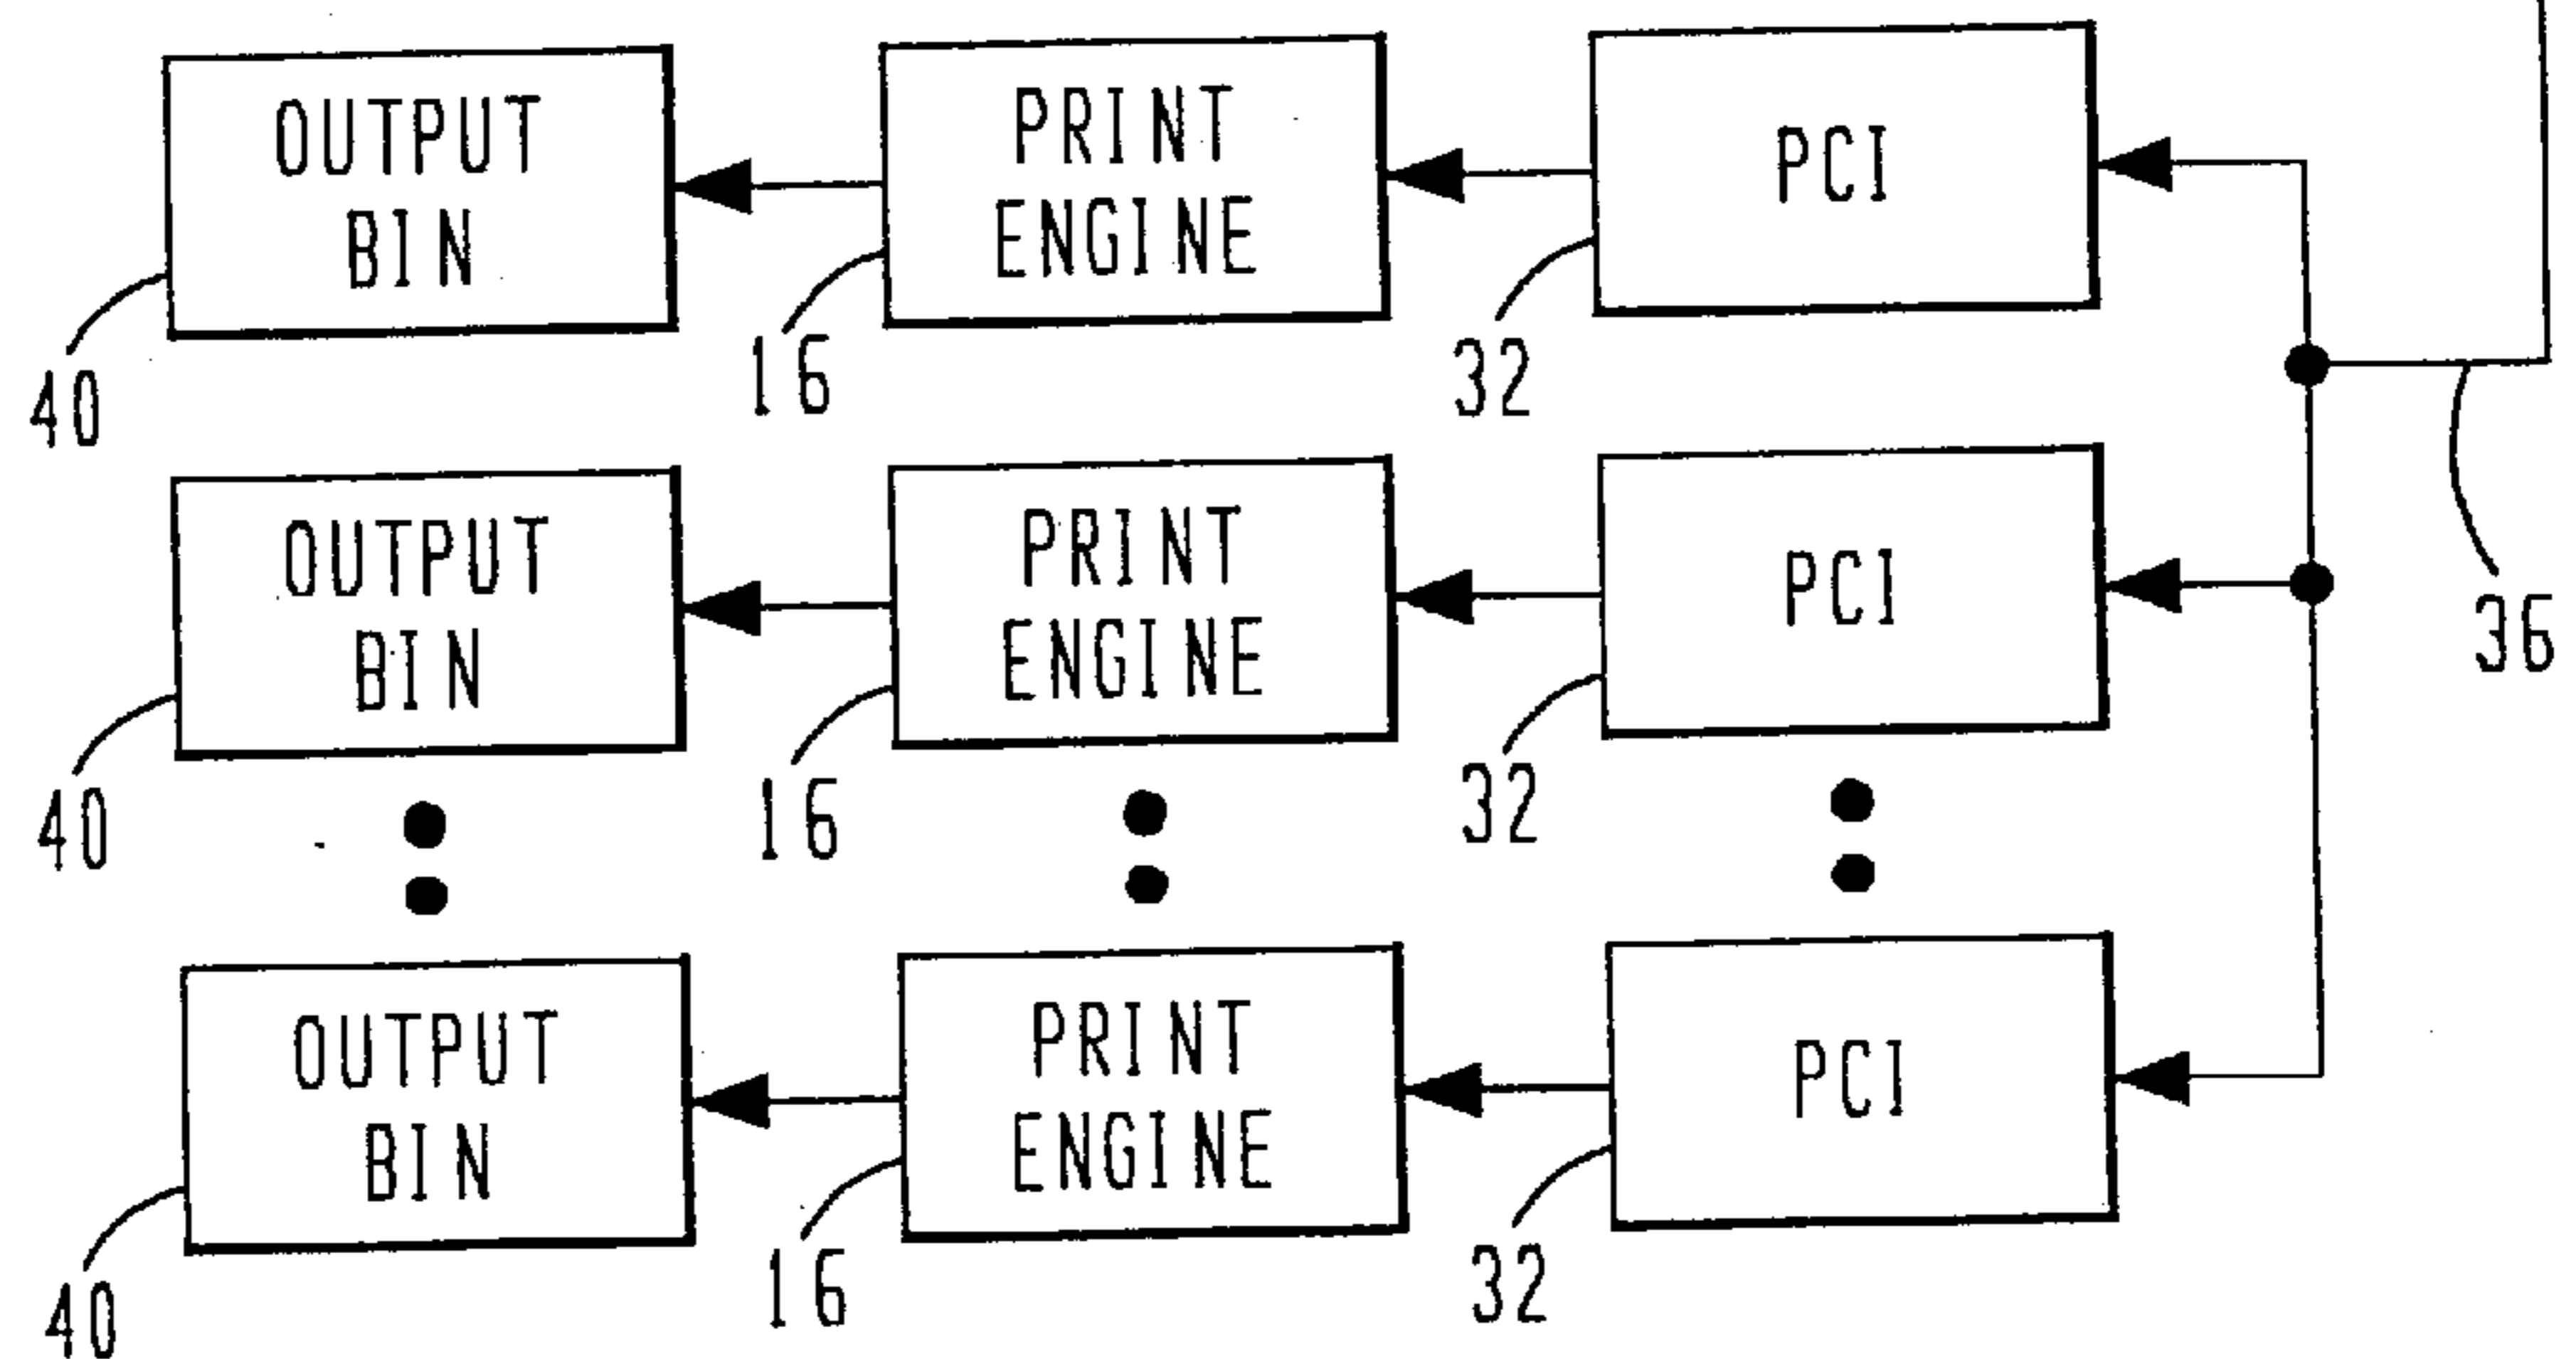 OUTPUT
BIN
PRINT
ENGINE
PCI
40
16
32
OUTPUT
BIN
PRINT
ENGINE
PCI
36
40
16
32
OUTPUT
BIN
PRINT
ENGINE
PCI
40
16
32